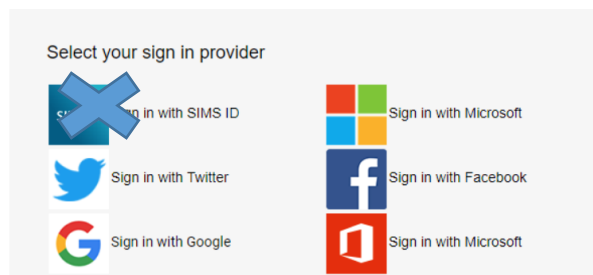 Select your sign in provider
in with SIMS ID
Sign in with Microsoft
Sign in with Twitter
Sign in with Facebook
Sign in with Google
Sign in with Microsoft